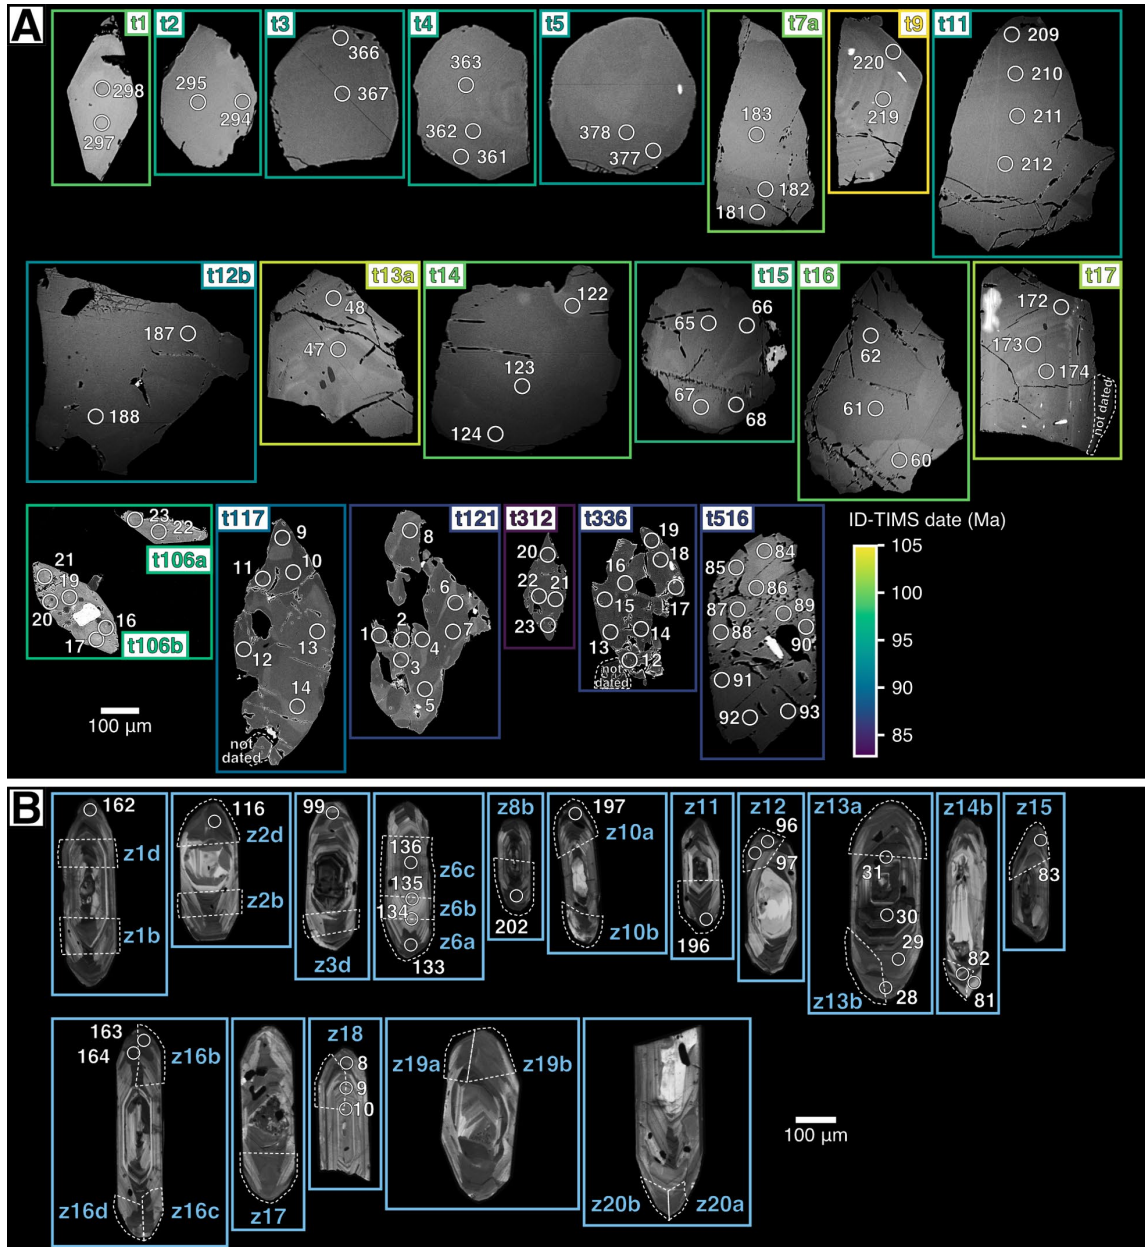 A
t1
298
297
t2
295
294
t3
366
367
t4
363
362
361
t5
378
377
t7a
183
182
181
t9
220
219
t11
209
210
211
212
t12b
187
188
t13a
48
47
t14
122
123
124
t15
65
66
67
68
t16
62
61
60
t17
172
173
174
not dated
23
22
t106a
21
19
20
16
17
t106b
100 µm
t117
9
10
11
13
12
14
not
dated
t121
8
6
7
1
2
4
3
5
t312
20
22
21
23
t336
19
18
16
17
15
14
13
12
not
dated
t516
84
85
86
87
89
88
90
91
92
93
ID-TIMS date (Ma)
105
100
95
90
85
B
162
z1d
z1b
116
z2d
z2b
99
z3d
136
z6c
135
z6b
134
z6a
133
z8b
202
197
z10a
z10b
z11
196
z12
96
97
z13a
31
30
29
28
z13b
z14b
82
81
z15
83
163
164
z16b
z16d
z16c
z17
z18
8
9
10
z19a
z19b
z20b
z20a
100 µm